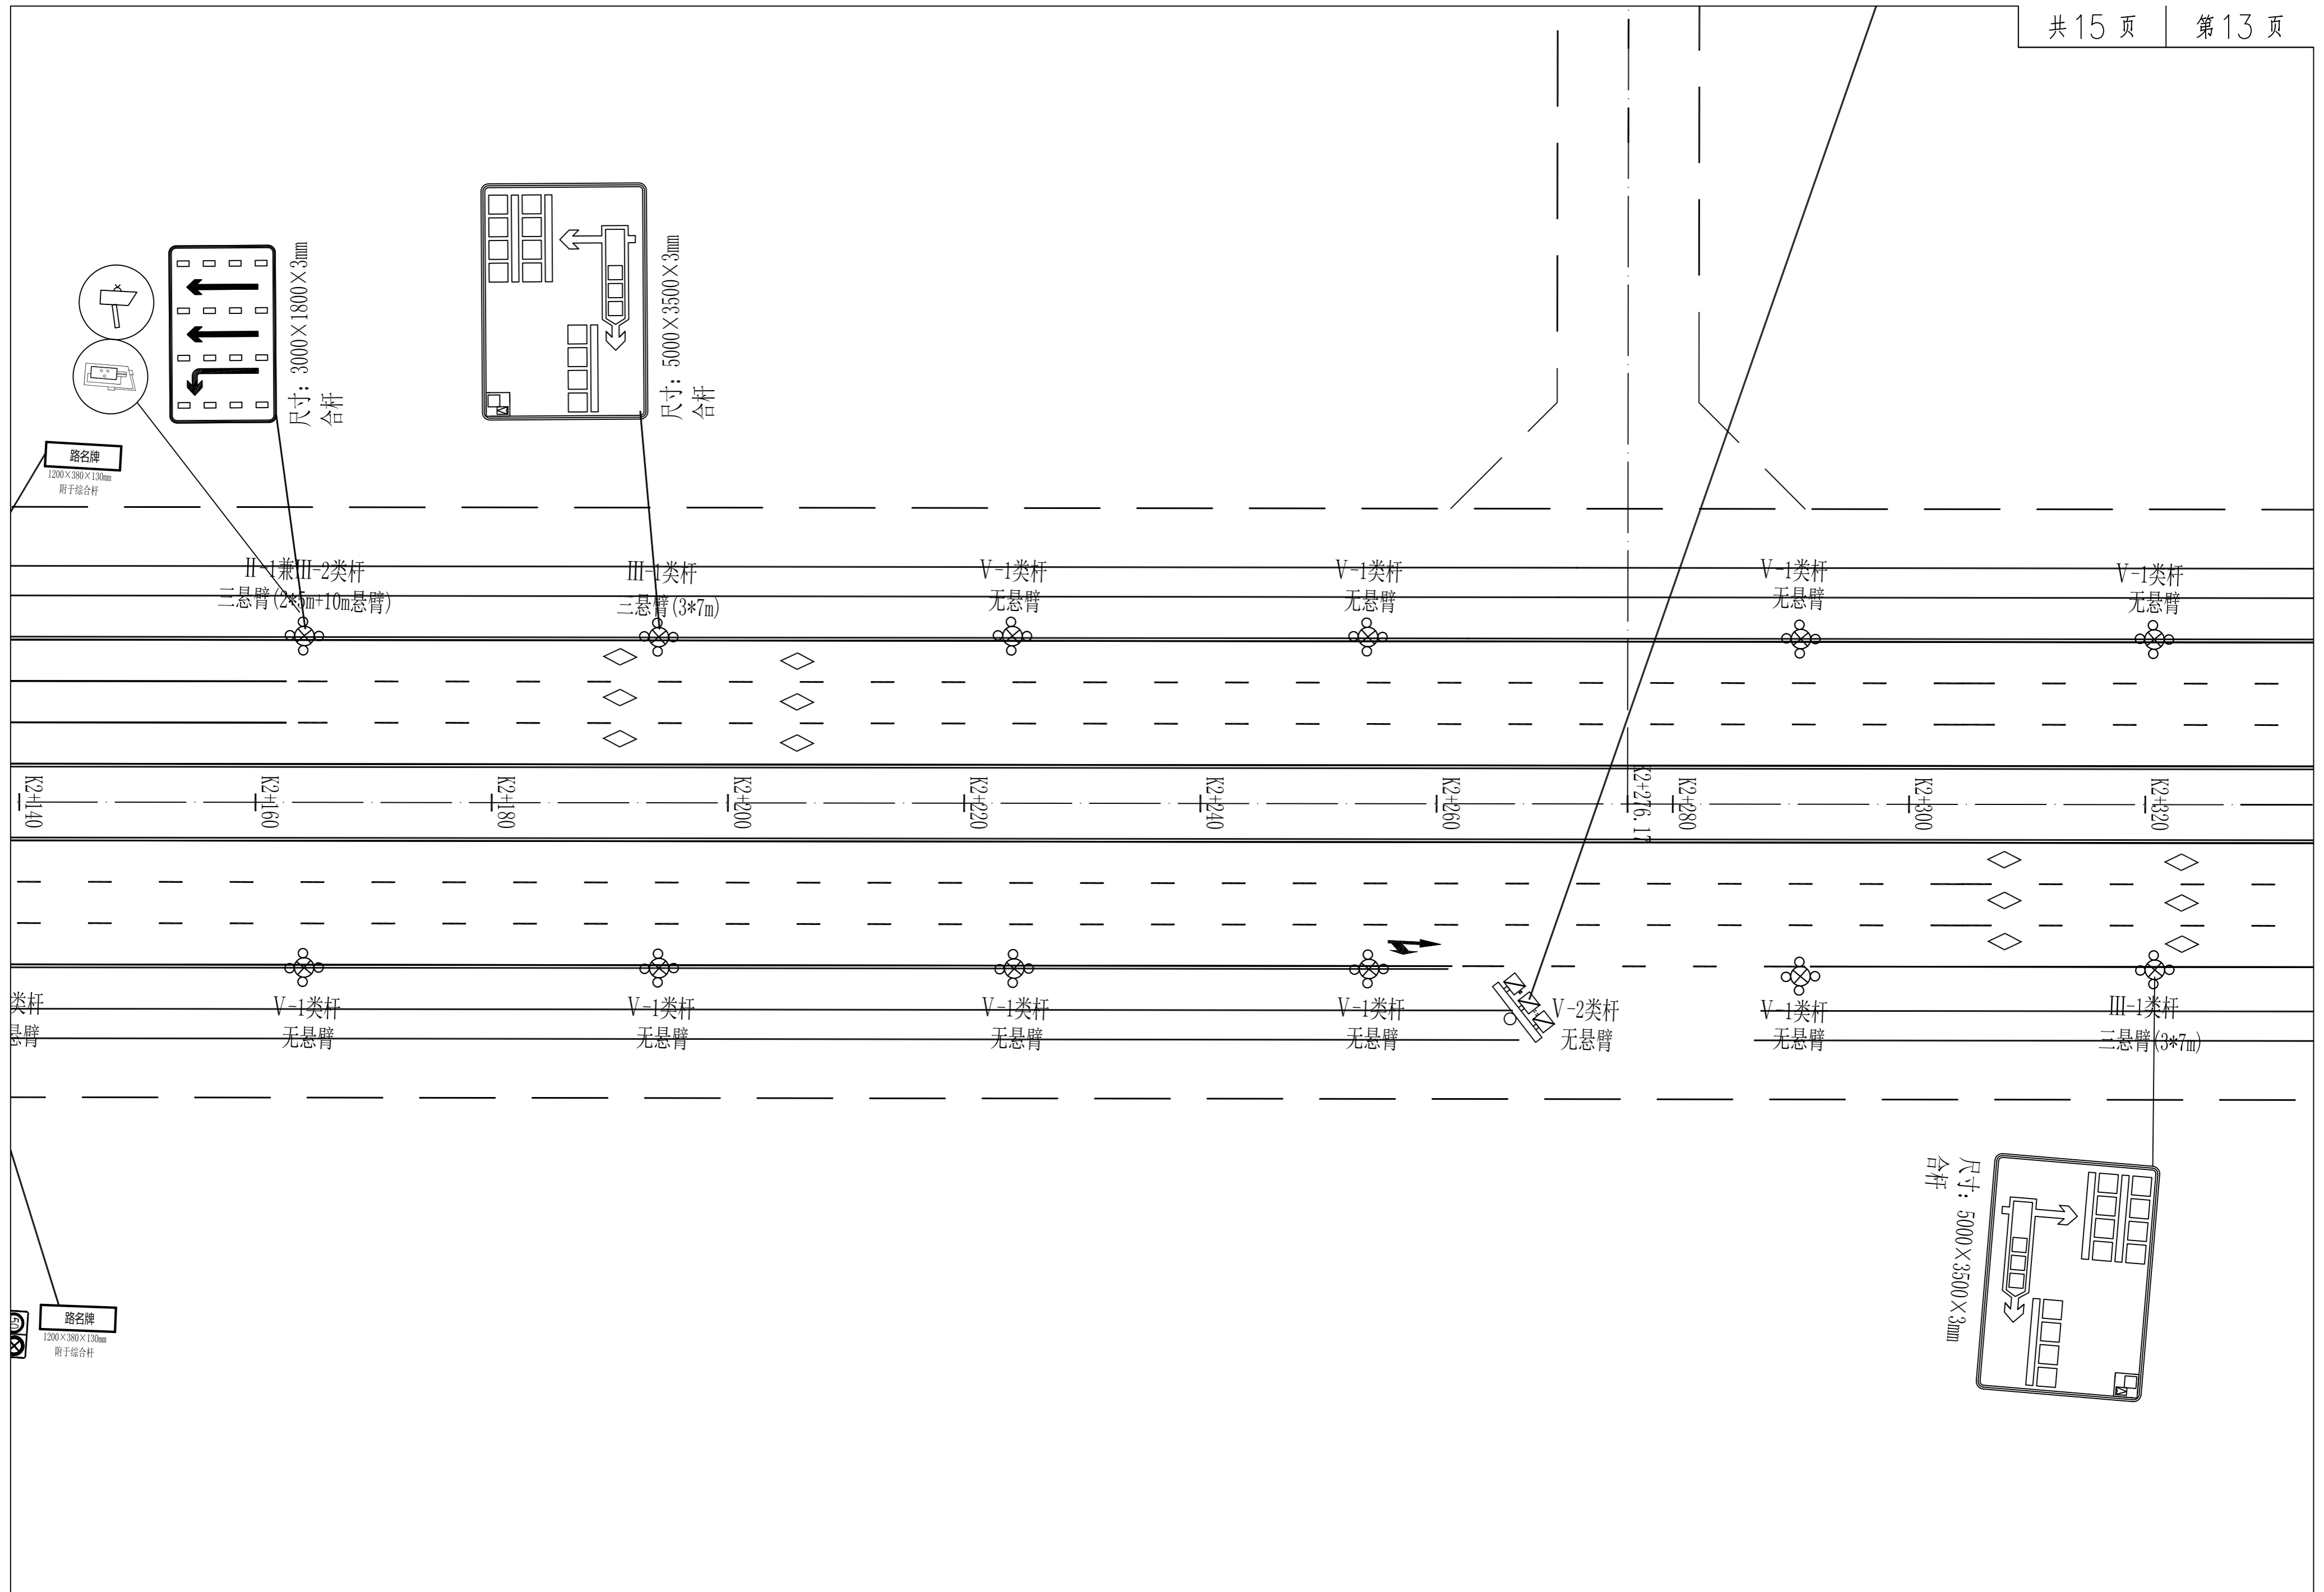 共15 页
第13 页
尺寸：3000×1800×3mm
合杆
尺寸：5000×3500×3mm
合杆
路名牌
1200×380×130mm
附于综合杆
II-1兼III-2类杆
三悬臂(2*5m+10m悬臂)
III-1类杆
三悬臂(3*7m)
V-1类杆
无悬臂
V-1类杆
无悬臂
V-1类杆
无悬臂
V-1类杆
无悬臂
K2+140
K2+160
K2+180
K2+200
K2+220
K2+240
K2+260
K2+276.17
K2+280
K2+300
K2+320
类杆
悬臂
V-1类杆
无悬臂
V-1类杆
无悬臂
V-1类杆
无悬臂
V-1类杆
无悬臂
V-2类杆
无悬臂
V-1类杆
无悬臂
III-1类杆
三悬臂(3*7m)
尺寸：5000×3500×3mm
合杆
路名牌
1200×380×130mm
附于综合杆